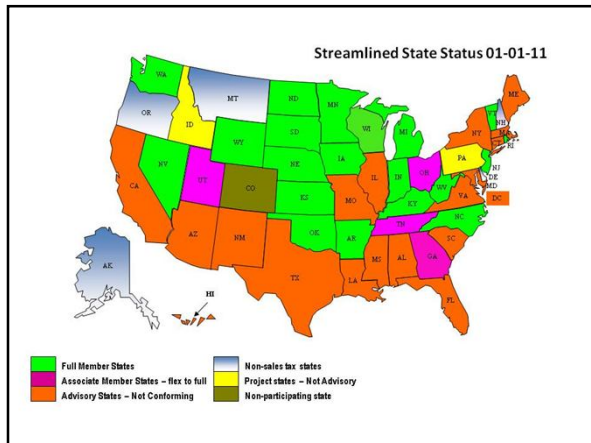 Streamlined State Status 01-01-11
WA
OR
MT
ID
ND
MN
SD
WY
WI
MI
NV
UT
CO
NE
IA
CA
KS
MO
IL
IN
OH
PA
NY
ME
VT
NH
MA
RI
CT
NJ
DE
MD
DC
WV
VA
KY
NC
TN
SC
AZ
NM
OK
AR
TX
LA
MS
AL
GA
FL
AK
HI
Full Member States
Associate Member States – flex to full
Advisory States – Not Conforming
Non-sales tax states
Project states – Not Advisory
Non-participating state